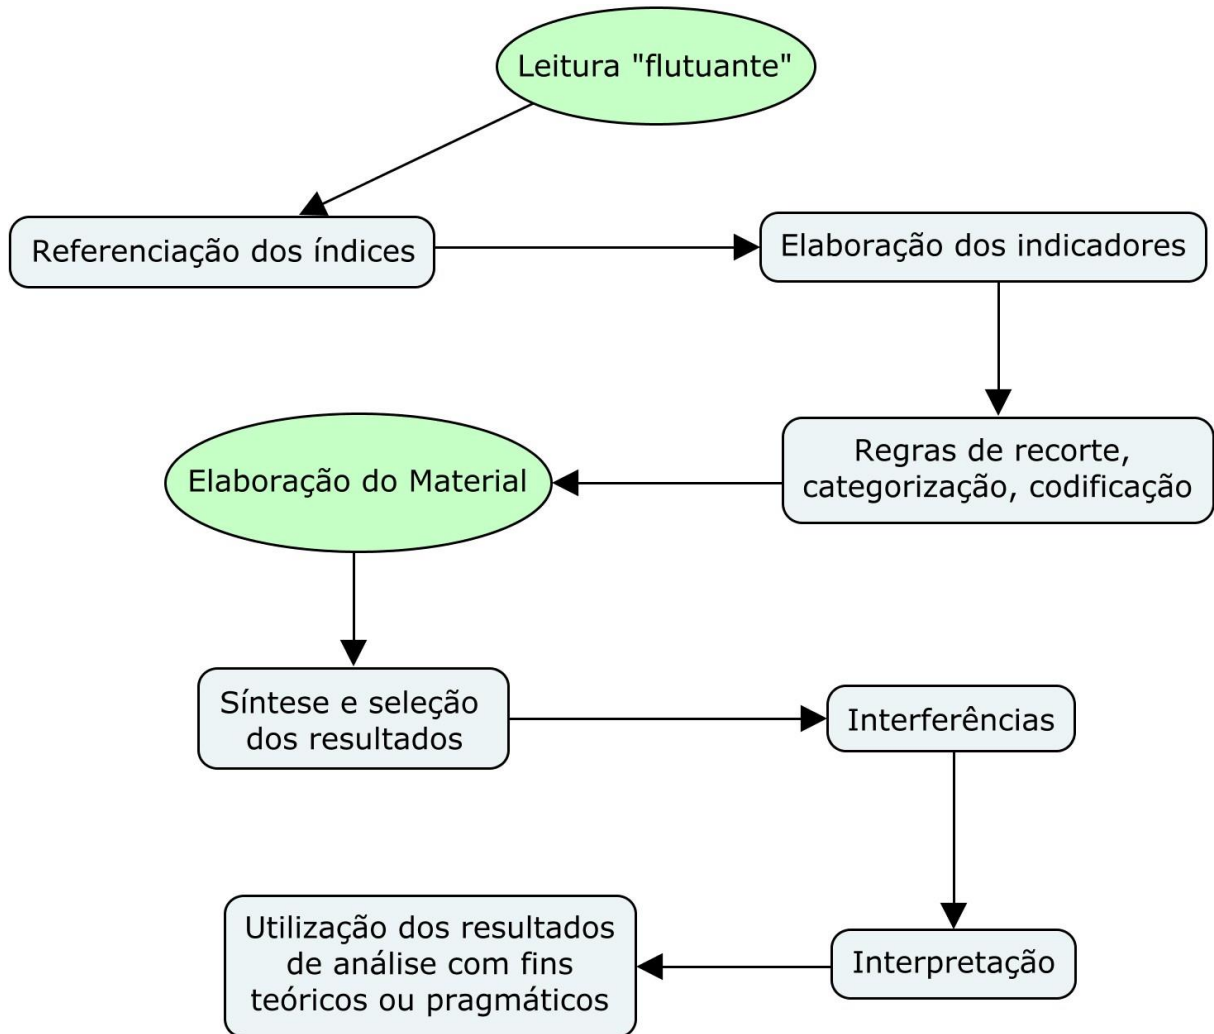 Leitura "flutuante"
Referenciação dos índices
Elaboração dos indicadores
Regras de recorte,
categorização, codificação
Elaboração do Material
Síntese e seleção
dos resultados
Interferências
Interpretação
Utilização dos resultados
de análise com fins
teóricos ou pragmáticos